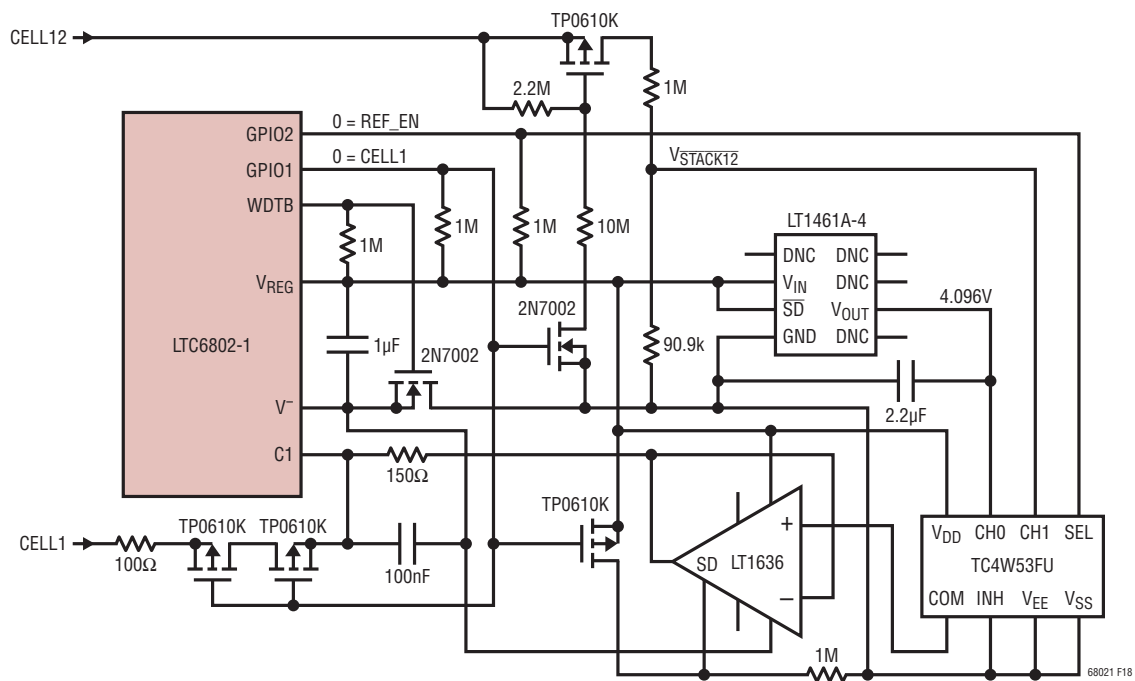 TP0610K
CELL12
2.2M
1M
GPIO2
0 = REF_EN
GPIO1
0 = CELL1
V̅S̅T̅A̅C̅K̅1̅2̅
WDTB
1M
1M
1M
10M
LT1461A-4
DNC DNC
VREG
VIN DNC
4.096V
S̅D̅ VOUT
GND DNC
2N7002
LTC6802-1
1µF
2N7002
90.9k
V–
2.2µF
C1
150Ω
TP0610K
TP0610K TP0610K
CELL1
100Ω
100nF
+
SD LT1636
–
VDD CH0 CH1 SEL
TC4W53FU
COM INH VEE VSS
1M
68021 F18